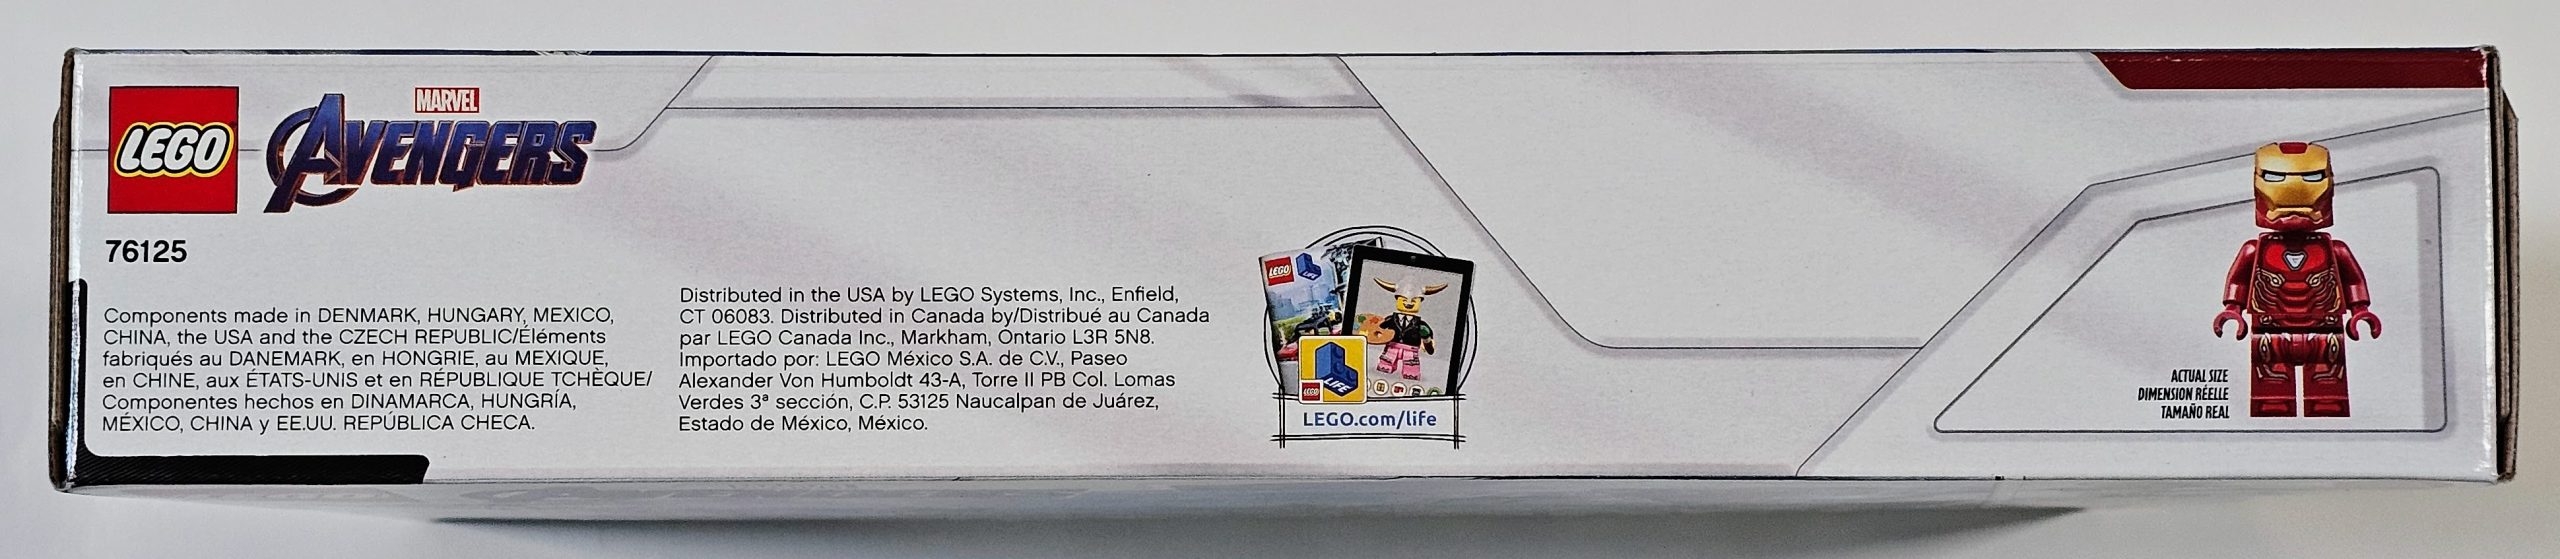 LEGO
MARVEL
AVENGERS
76125
Components made in DENMARK, HUNGARY, MEXICO,
CHINA, the USA and the CZECH REPUBLIC/Éléments
fabriqués au DANEMARK, en HONGRIE, au MEXIQUE,
en CHINE, aux ÉTATS-UNIS et en RÉPUBLIQUE TCHÈQUE/
Componentes hechos en DINAMARCA, HUNGRÍA,
MÉXICO, CHINA y EE.UU. REPÚBLICA CHECA.
Distributed in the USA by LEGO Systems, Inc., Enfield,
CT 06083. Distributed in Canada by/Distribué au Canada
par LEGO Canada Inc., Markham, Ontario L3R 5N8.
Importado por: LEGO México S.A. de C.V., Paseo
Alexander Von Humboldt 43-A, Torre II PB Col. Lomas
Verdes 3ª sección, C.P. 53125 Naucalpan de Juárez,
Estado de México, México.
LEGO LIFE
LEGO LIFE
LEGO.com/life
ACTUAL SIZE
DIMENSION RÉELLE
TAMAÑO REAL